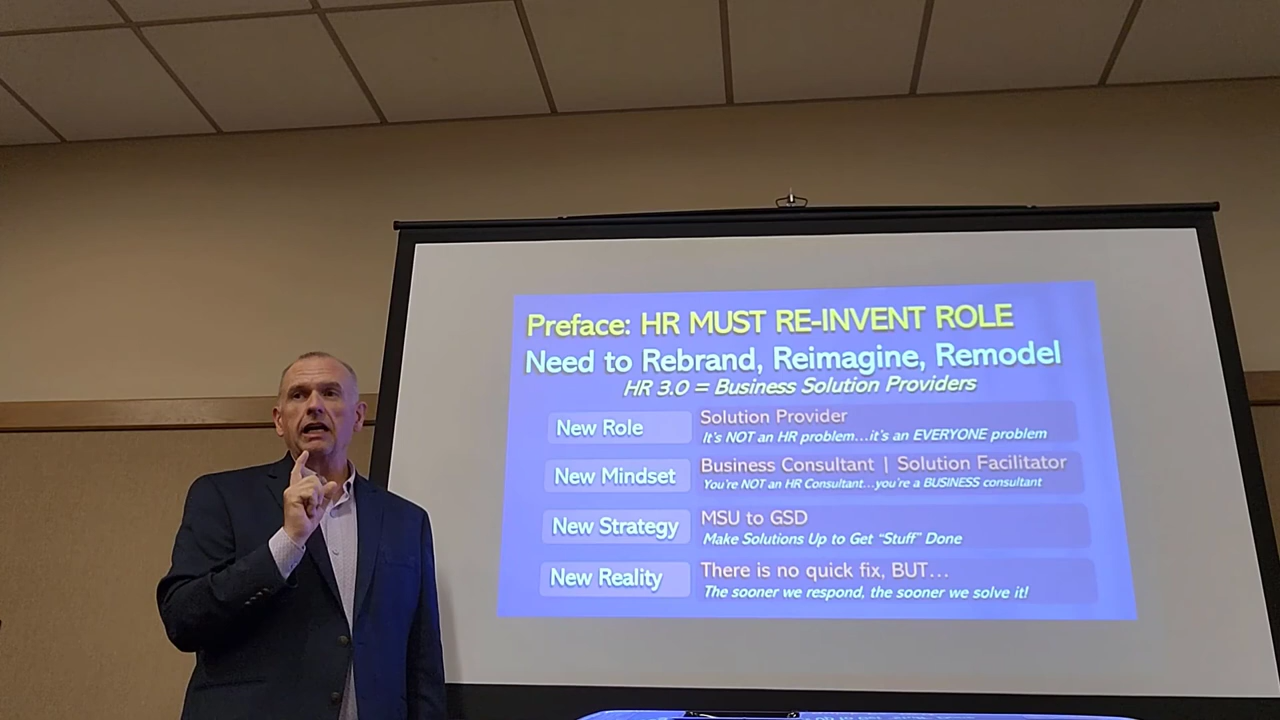 Preface: HR MUST RE-INVENT ROLE
Need to Rebrand, Reimagine, Remodel
HR 3.0 = Business Solution Providers
New Role
Solution Provider
It's NOT an HR problem...it's an EVERYONE problem
New Mindset
Business Consultant | Solution Facilitator
You're NOT an HR Consultant...you're a BUSINESS consultant
New Strategy
MSU to GSD
Make Solutions Up to Get "Stuff" Done
New Reality
There is no quick fix, BUT...
The sooner we respond, the sooner we solve it!